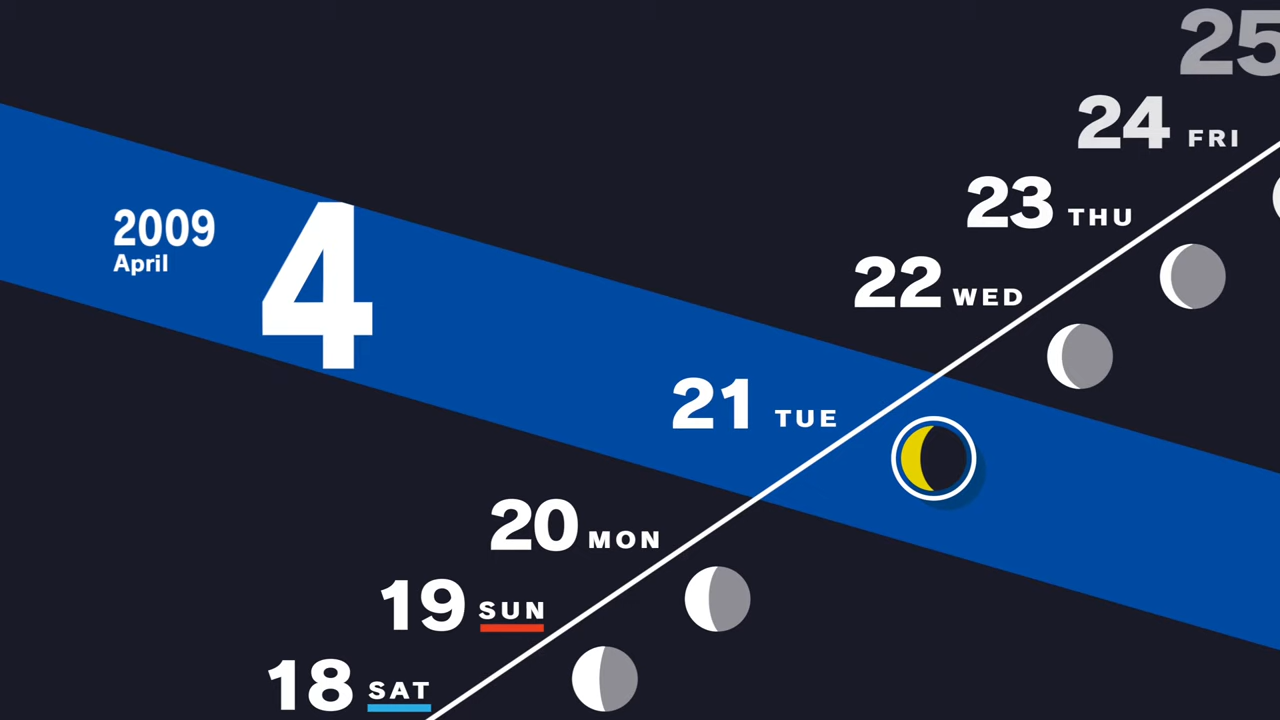 25
24 FRI
23 THU
22 WED
2009
April
4
21 TUE
20 MON
19 SUN
18 SAT